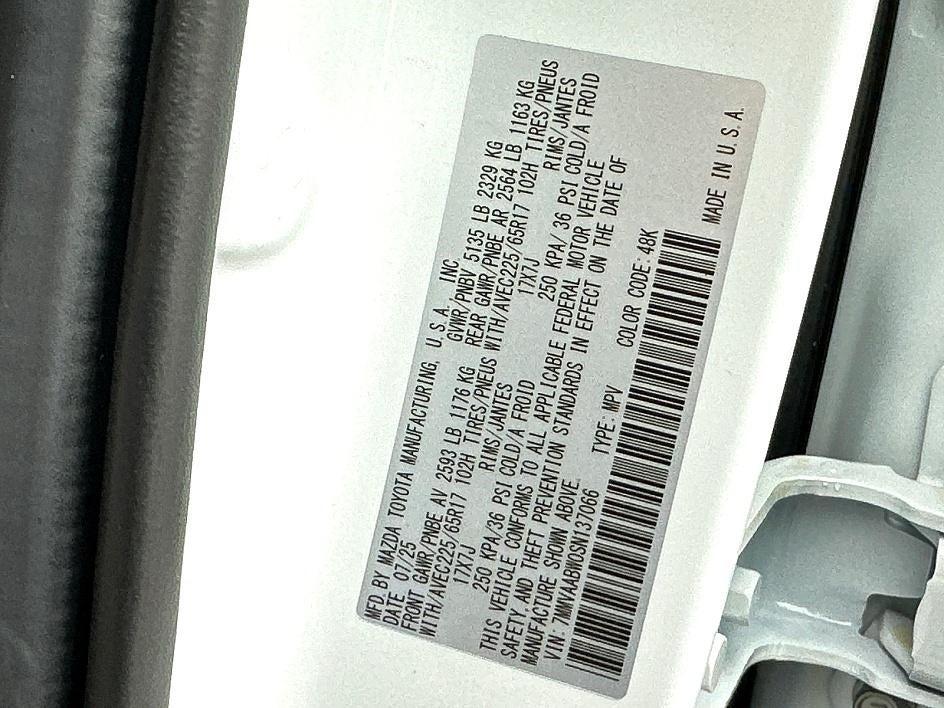 MFD. BY MAZDA TOYOTA MANUFACTURING, U.S.A., INC
DATE 07/25 GVWR/PNBV 5135 LB 2329 KG
FRONT GAWR/PNBE AV 2593 LB 1176 KG REAR GAWR/PNBE AR 2564 LB 1163 KG
WITH/AVEC225/65R17 102H TIRES/PNEUS WITH/AVEC225/65R17 102H TIRES/PNEUS
17X7J RIMS/JANTES 17X7J RIMS/JANTES
250 KPA/36 PSI COLD/A FROID 250 KPA/ 36 PSI COLD/A FROID
THIS VEHICLE CONFORMS TO ALL APPLICABLE FEDERAL MOTOR VEHICLE
SAFETY, AND THEFT PREVENTION STANDARDS IN EFFECT ON THE DATE OF
MANUFACTURE SHOWN ABOVE.
VIN: 7MMVAABW0SN137066 TYPE: MPV COLOR CODE: 48K
MADE IN U.S.A.